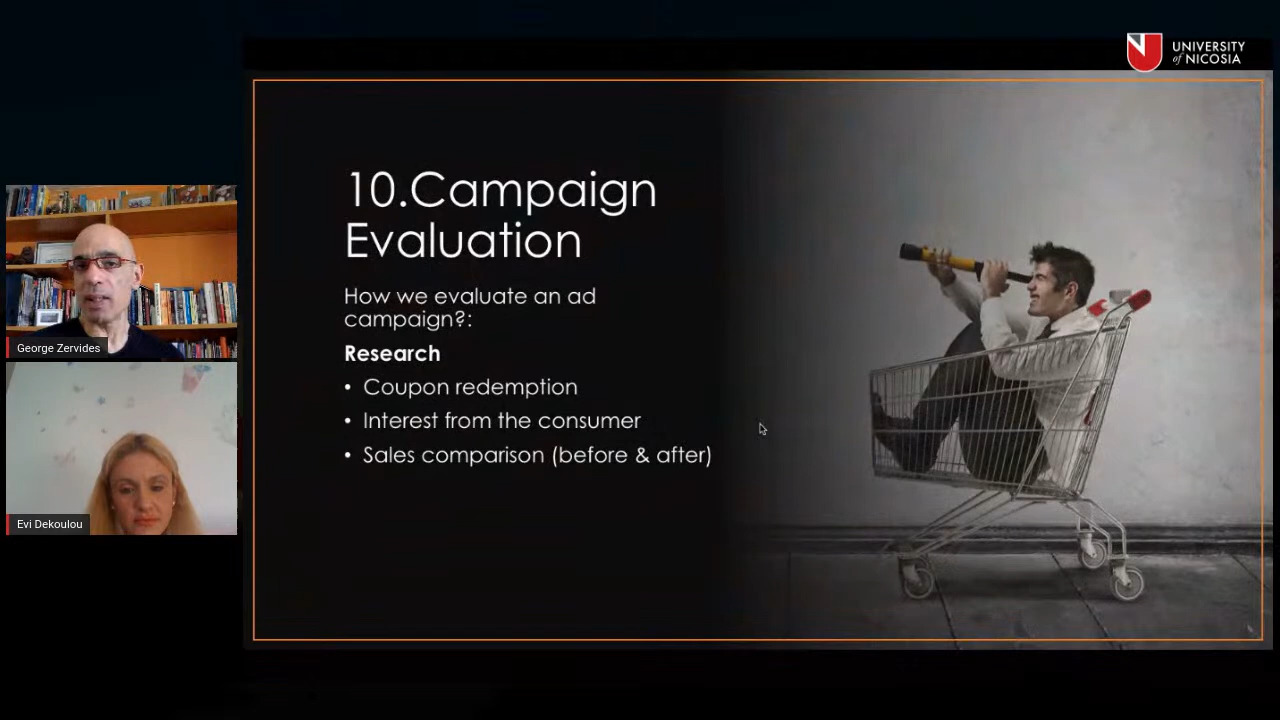 UNIVERSITY
of NICOSIA
10.Campaign
Evaluation
How we evaluate an ad
campaign?:
Research
• Coupon redemption
• Interest from the consumer
• Sales comparison (before & after)
George Zervides
Evi Dekoulou